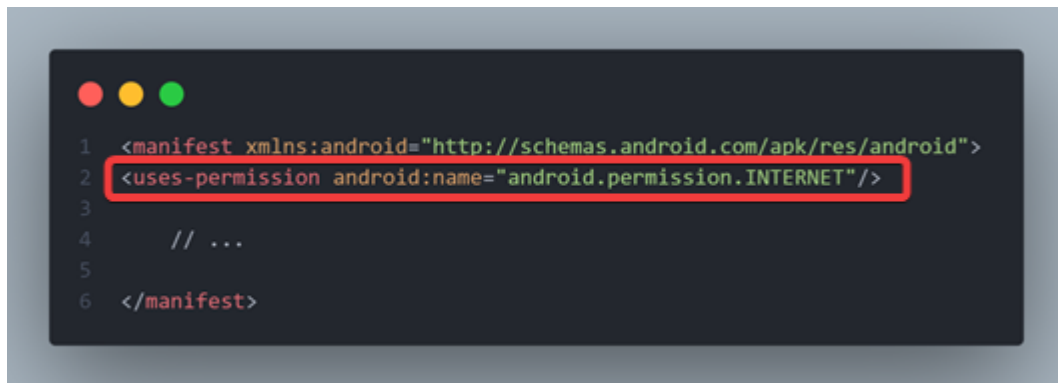 1 <manifest xmlns:android="http://schemas.android.com/apk/res/android">
2 <uses-permission android:name="android.permission.INTERNET"/>
3
4 // ...
5
6 </manifest>